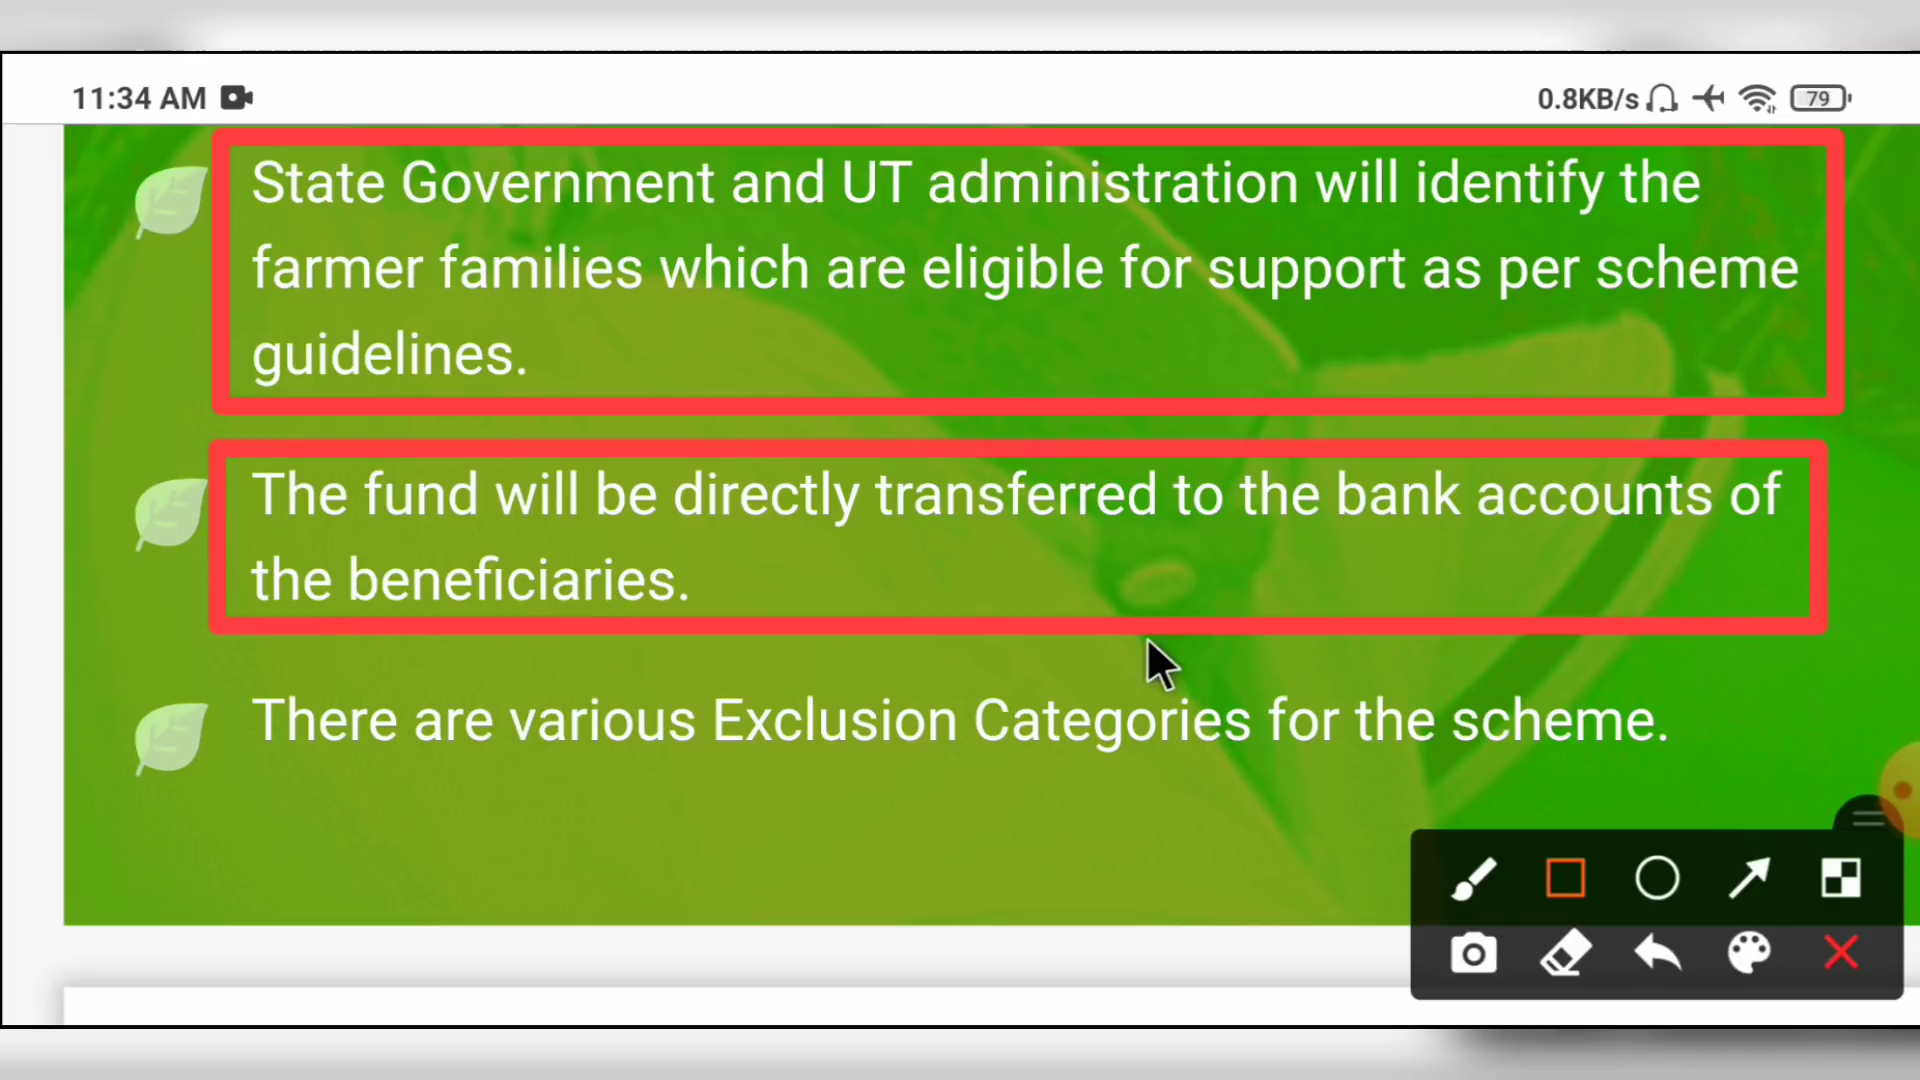 11:34 AM 0.8KB/s 79
State Government and UT administration will identify the
farmer families which are eligible for support as per scheme
guidelines.
The fund will be directly transferred to the bank accounts of
the beneficiaries.
There are various Exclusion Categories for the scheme.